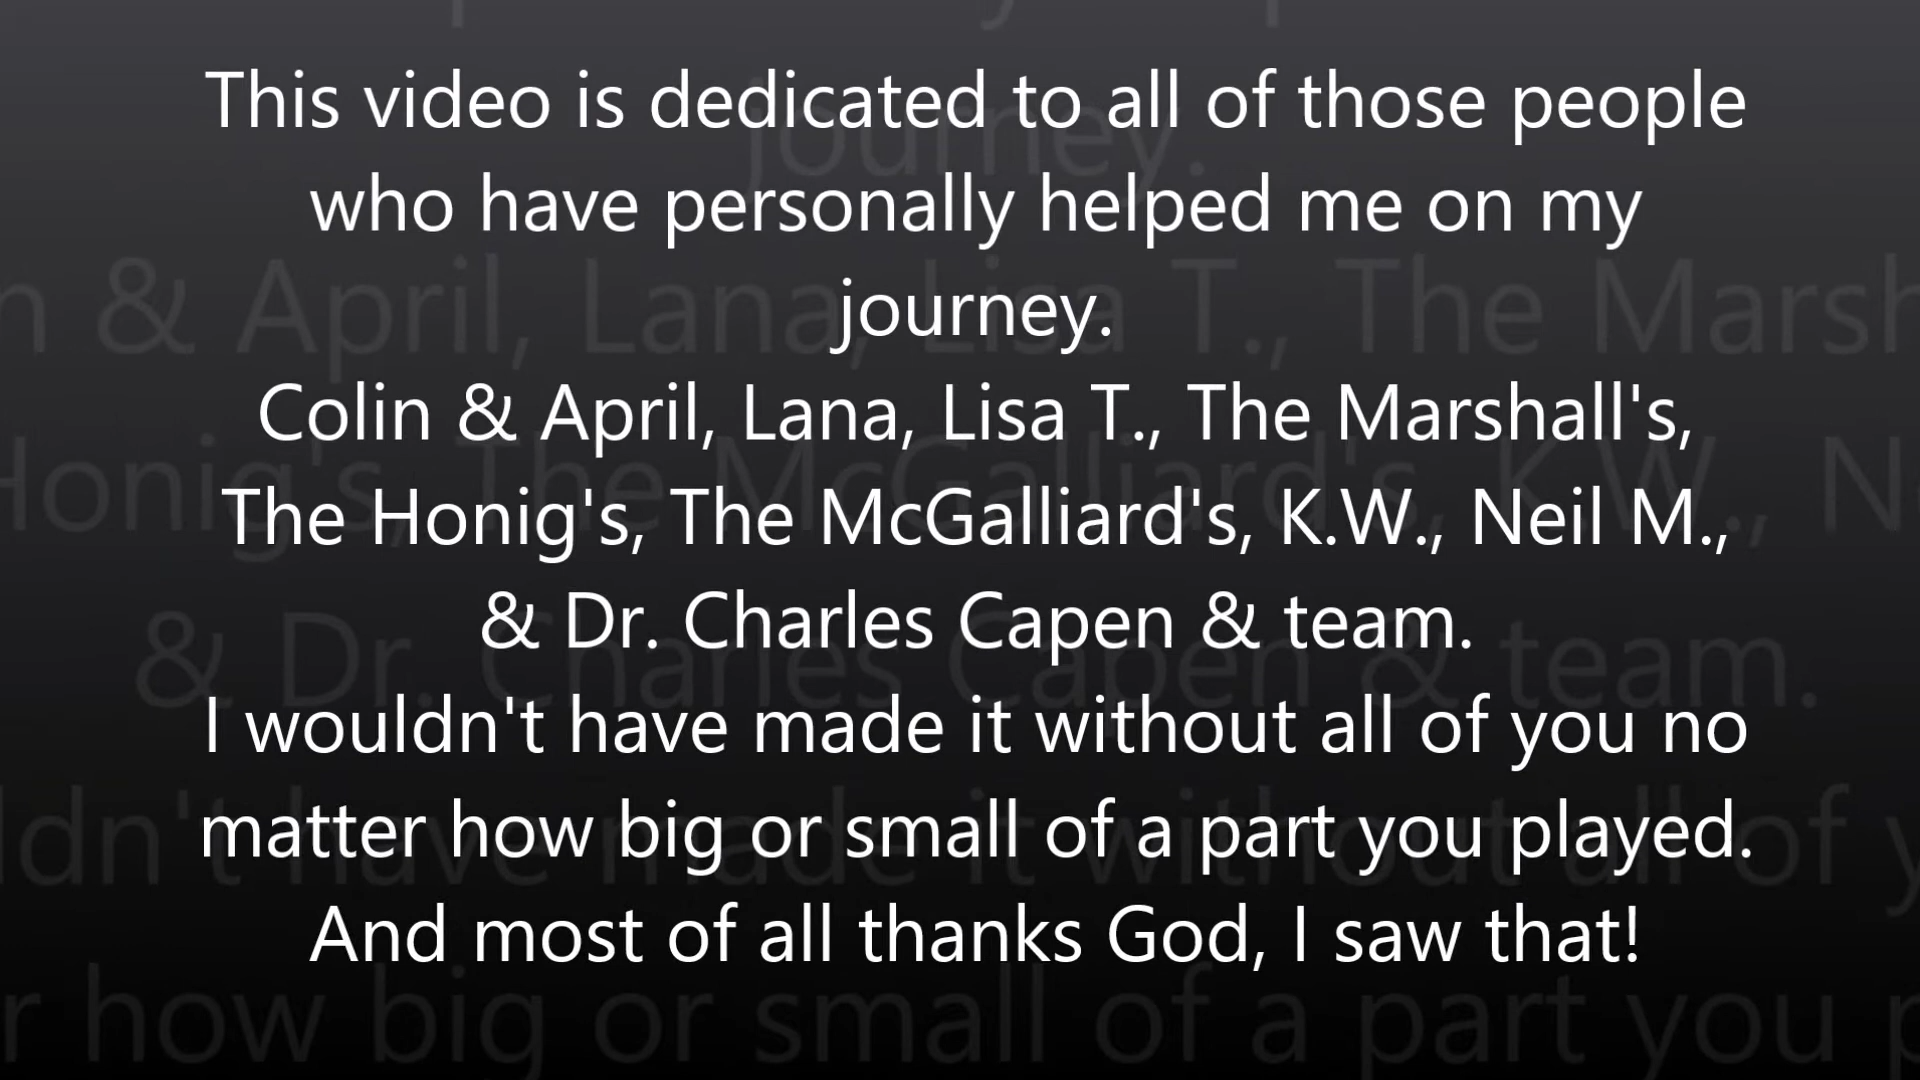 This video is dedicated to all of those people
who have personally helped me on my
journey.
Colin & April, Lana, Lisa T., The Marshall's,
The Honig's, The McGalliard's, K.W., Neil M.,
& Dr. Charles Capen & team.
I wouldn't have made it without all of you no
matter how big or small of a part you played.
And most of all thanks God, I saw that!